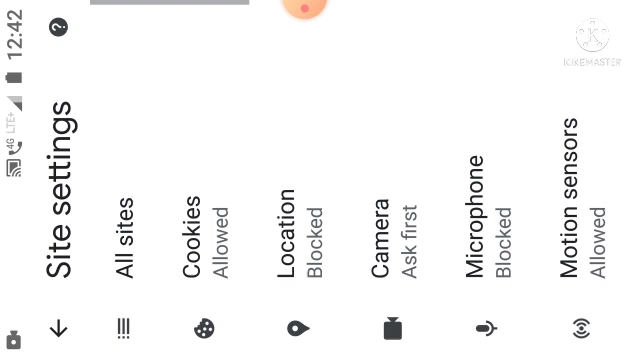 12:42
4G LTE+
Site settings
All sites
Cookies
Allowed
Location
Blocked
Camera
Ask first
Microphone
Blocked
Motion sensors
Allowed
K
KINEMASTER